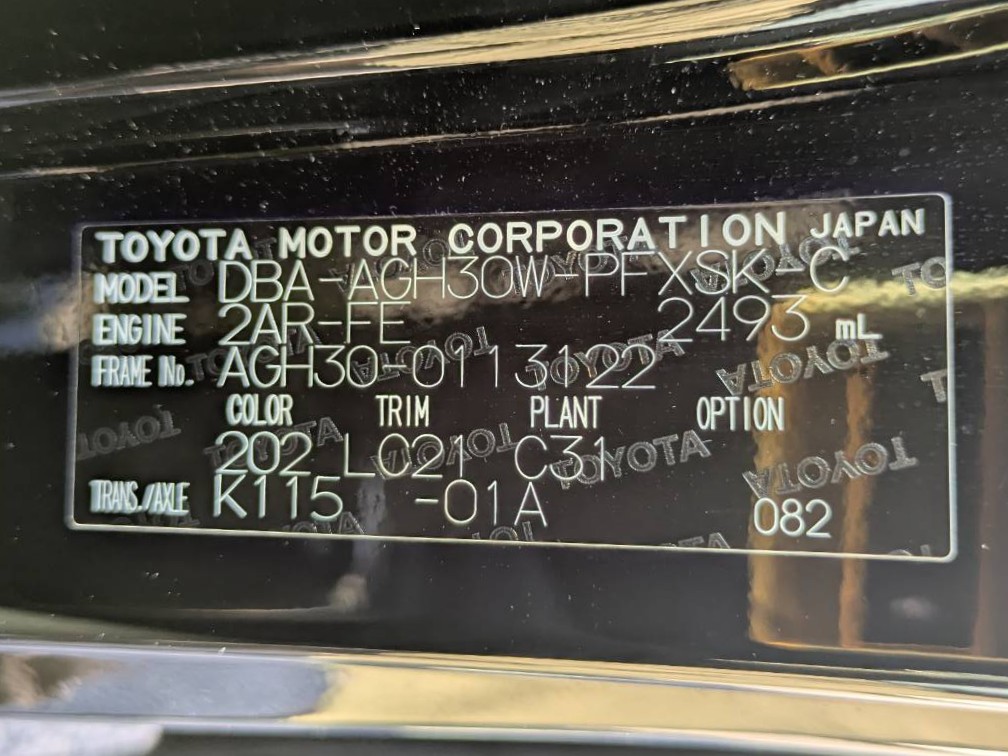 TOYOTA MOTOR CORPORATION JAPAN
MODEL DBA-AGH30W-PFXSK-C
ENGINE 2AR-FE 2493 mL
FRAME No. AGH30-0113122
COLOR TRIM PLANT OPTION
202 LC21 C31
TRANS./AXLE K115 -01A 082